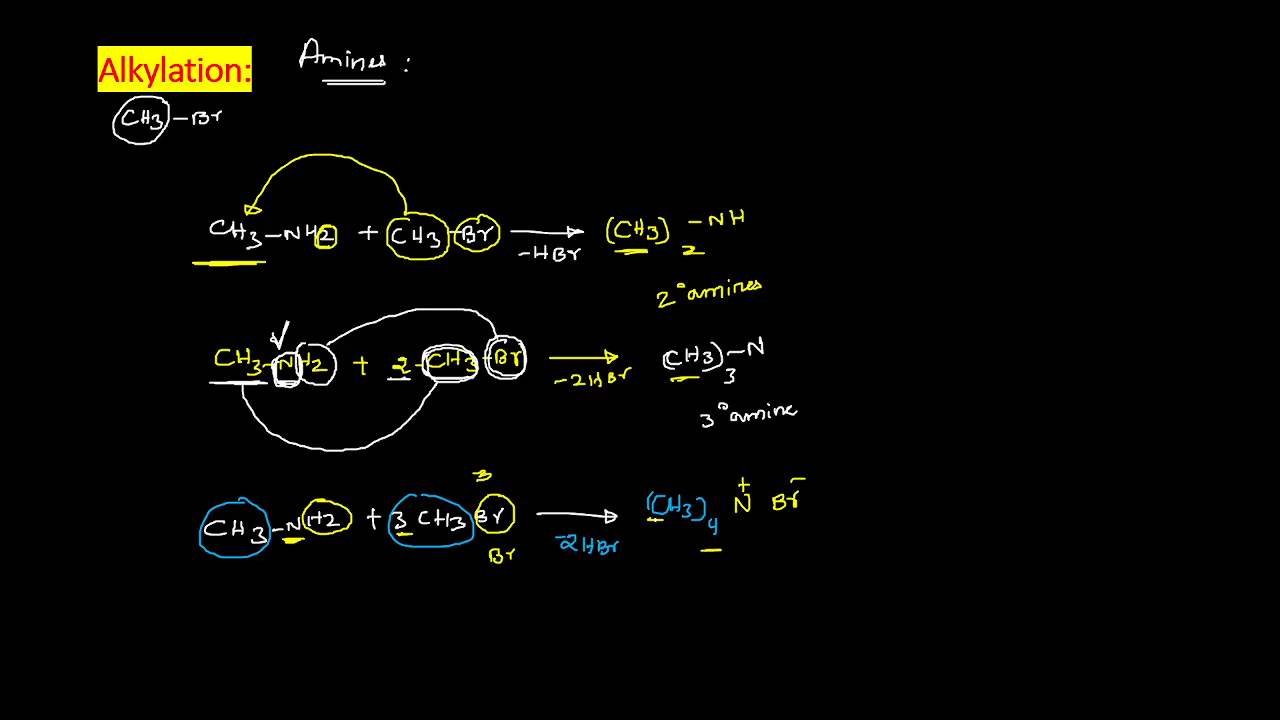 Alkylation: Amines :
CH3 - Br
CH3 - NH2 + CH3 - Br → (CH3)2 - NH
- HBr
2° amines
CH3 - NH2 + 2 - CH3 - Br → (CH3)3 - N
- 2HBr
3° amine
3
CH3 - NH2 + 3 CH3 Br → (CH3)4 N+ Br-
-2HBr
Br